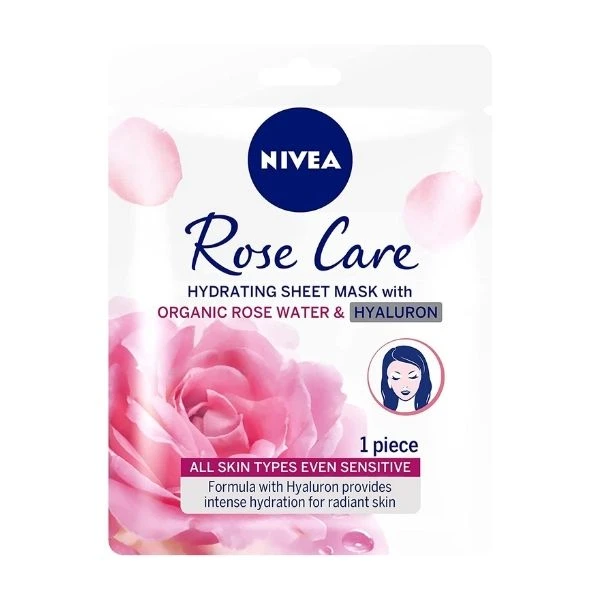 NIVEA
Rose Care
HYDRATING SHEET MASK with
ORGANIC ROSE WATER & HYALURON
1 piece
ALL SKIN TYPES EVEN SENSITIVE
Formula with Hyaluron provides
intense hydration for radiant skin